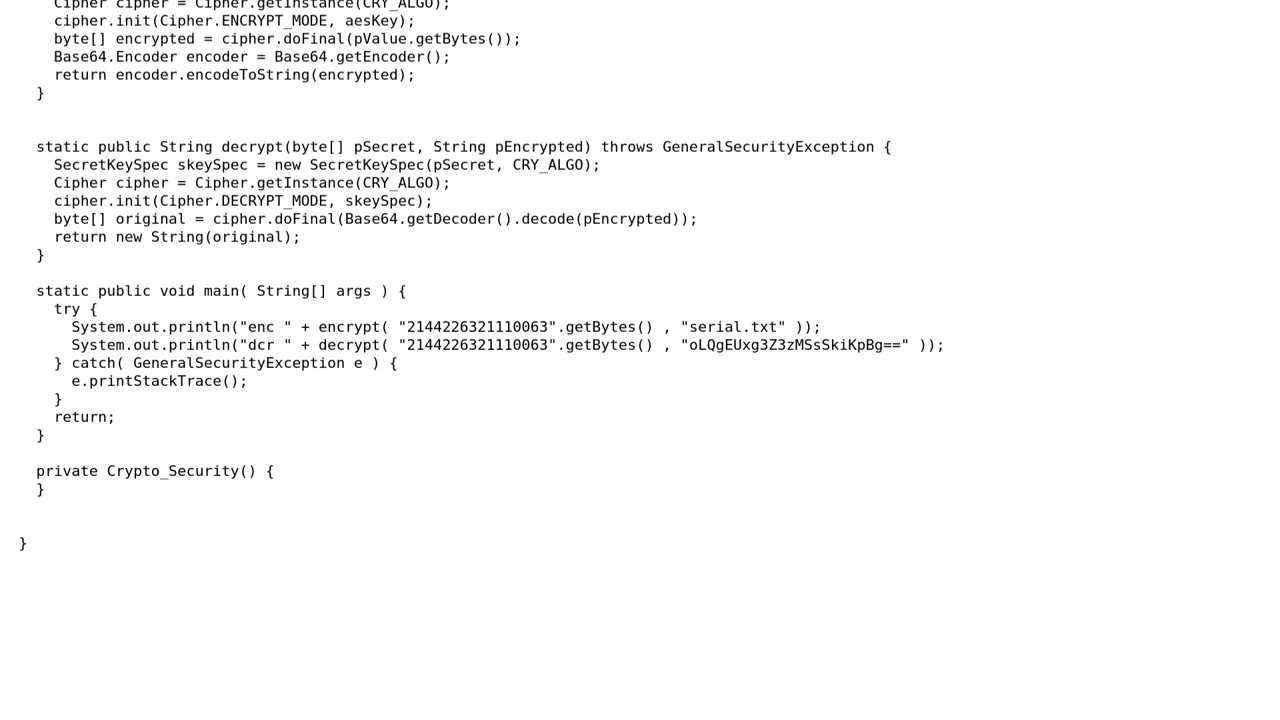 Cipher cipher = Cipher.getInstance(CRY_ALGO);
cipher.init(Cipher.ENCRYPT_MODE, aesKey);
byte[] encrypted = cipher.doFinal(pValue.getBytes());
Base64.Encoder encoder = Base64.getEncoder();
return encoder.encodeToString(encrypted);
}
static public String decrypt(byte[] pSecret, String pEncrypted) throws GeneralSecurityException {
SecretKeySpec skeySpec = new SecretKeySpec(pSecret, CRY_ALGO);
Cipher cipher = Cipher.getInstance(CRY_ALGO);
cipher.init(Cipher.DECRYPT_MODE, skeySpec);
byte[] original = cipher.doFinal(Base64.getDecoder().decode(pEncrypted));
return new String(original);
}
static public void main( String[] args ) {
try {
System.out.println("enc " + encrypt( "2144226321110063".getBytes() , "serial.txt" ));
System.out.println("dcr " + decrypt( "2144226321110063".getBytes() , "oLQgEUxg3Z3zMSsSkiKpBg==" ));
} catch( GeneralSecurityException e ) {
e.printStackTrace();
}
return;
}
private Crypto_Security() {
}
}